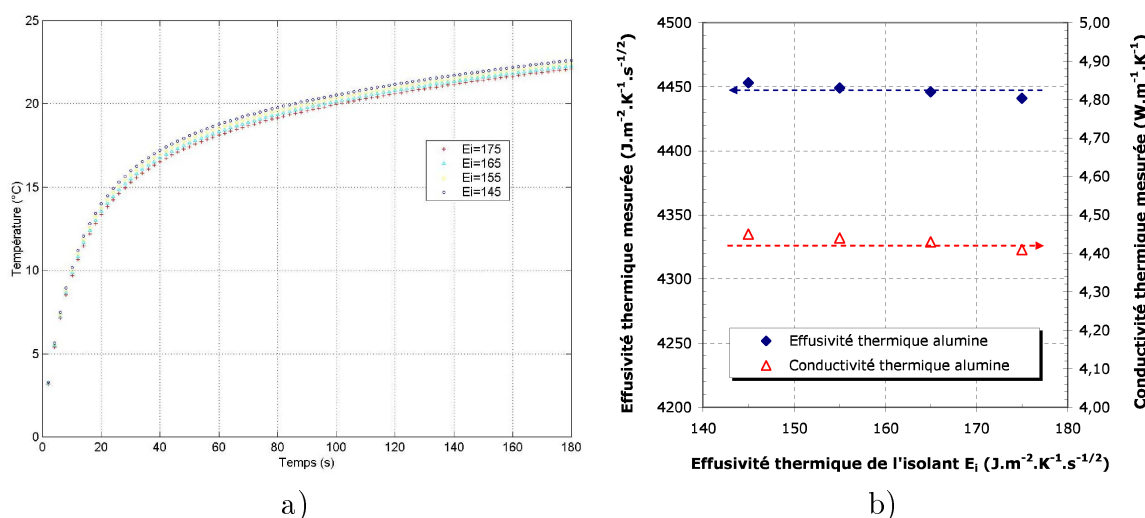 25
20
15
10
5
0
Température (°C)
0 20 40 60 80 100 120 140 160 180
Temps (s)
Ei=175
Ei=165
Ei=155
Ei=145
a)
Effusivité thermique mesurée (J.m⁻².K⁻¹.s⁻¹/²)
4500
4450
4400
4350
4300
4250
4200
140 150 160 170 180
Effusivité thermique de l'isolant Eᵢ (J.m⁻².K⁻¹.s⁻¹/²)
Effusivité thermique alumine
Conductivité thermique alumine
5,00
4,90
4,80
4,70
4,60
4,50
4,40
4,30
4,20
4,10
4,00
Conductivité thermique mesurée (W.m⁻¹.K⁻¹)
b)